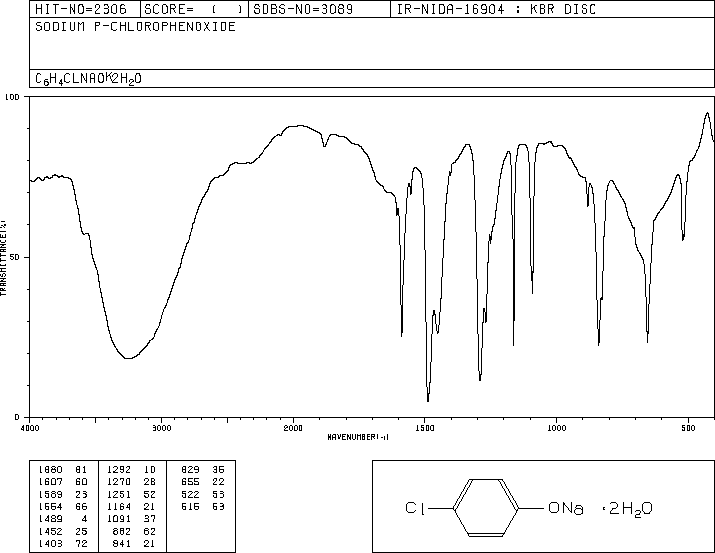 HIT-NO=2306 SCORE= ( ) SDBS-NO=3089 IR-NIDA-16904 : KBR DISC
SODIUM P-CHLOROPHENOXIDE
C6H4CLNAOK2H2O
100
50
0
TRANSMITTANCE(%)
4000 3000 2000 1500 1000 500
WAVENUMBER(-1)
1880 81 1292 10 829 35
1607 60 1270 28 655 22
1589 23 1251 52 522 53
1554 66 1164 21 516 53
1489 4 1091 37
1452 25 882 62
1403 72 841 21
Cl ONa ·2H2O